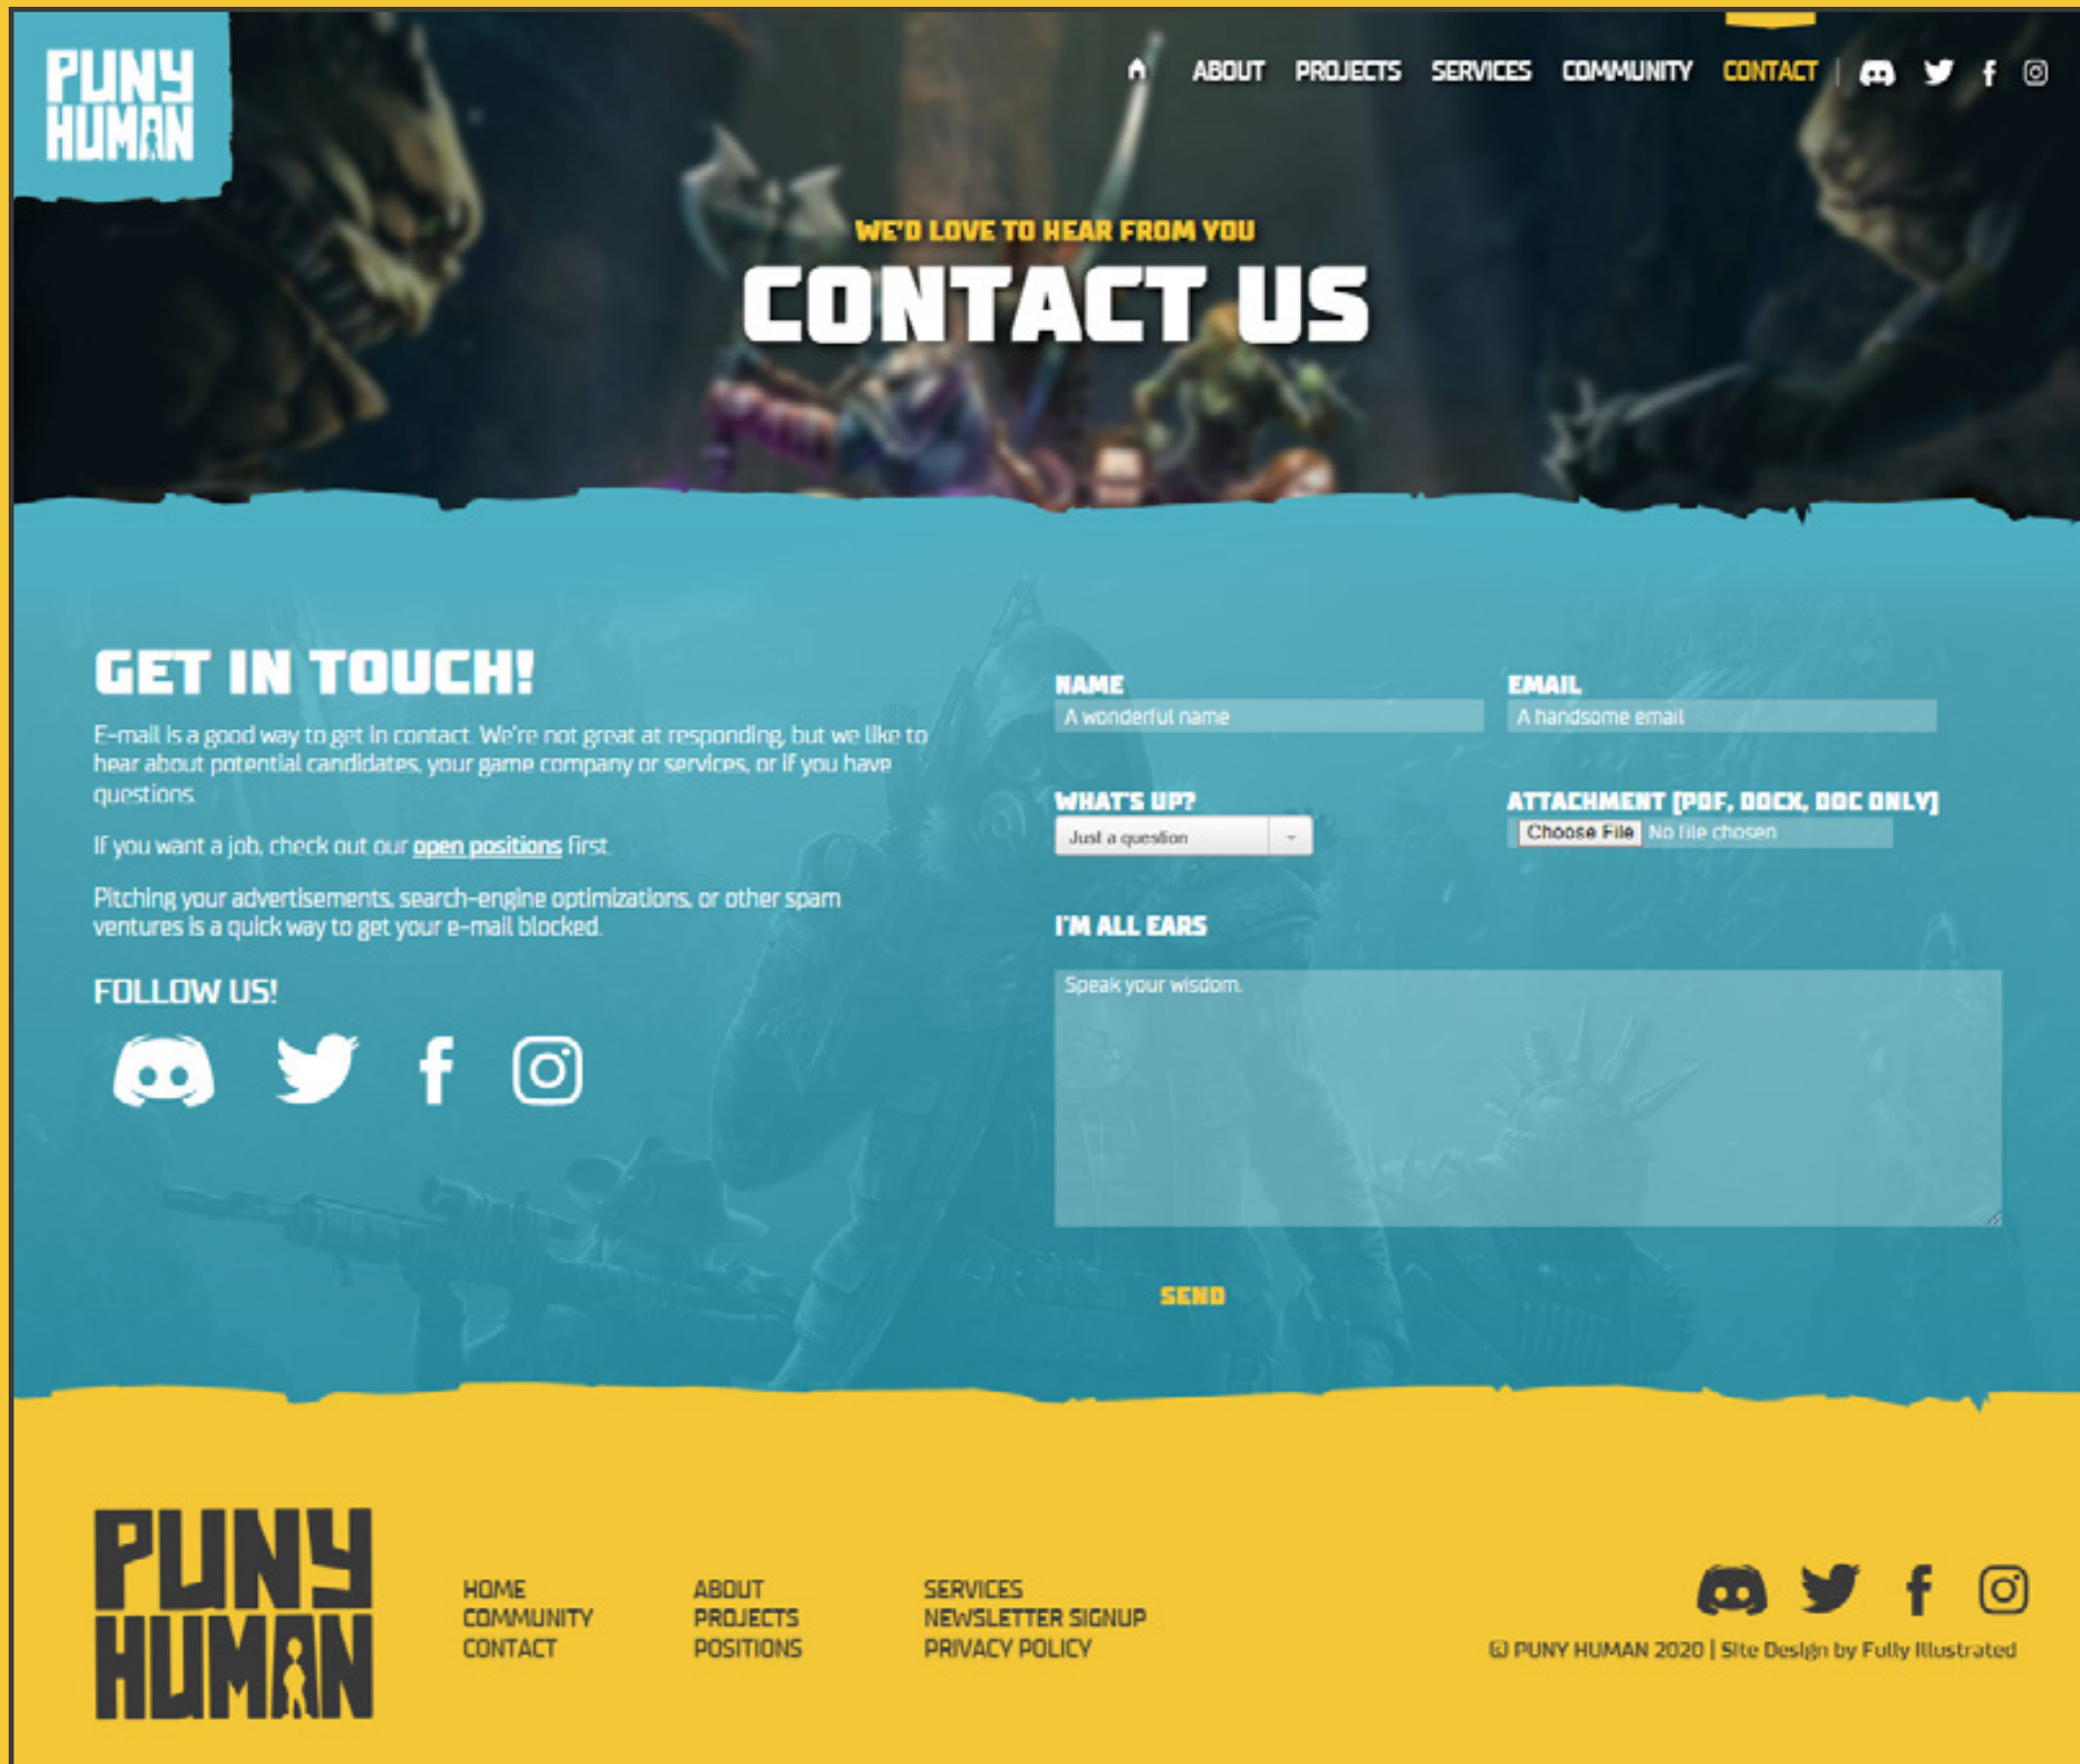 PUNY
HUMAN
ABOUT PROJECTS SERVICES COMMUNITY CONTACT
WE'D LOVE TO HEAR FROM YOU
CONTACT US
GET IN TOUCH!
E-mail is a good way to get in contact. We're not great at responding, but we like to
hear about potential candidates, your game company or services, or if you have
questions.
If you want a job, check out our open positions first.
Pitching your advertisements, search-engine optimizations, or other spam
ventures is a quick way to get your e-mail blocked.
FOLLOW US!
NAME
A wonderful name
EMAIL
A handsome email
WHAT'S UP?
Just a question
ATTACHMENT [PDF, DOCX, DOC ONLY]
Choose File No file chosen
I'M ALL EARS
Speak your wisdom.
SEND
PUNY
HUMAN
HOME
COMMUNITY
CONTACT
ABOUT
PROJECTS
POSITIONS
SERVICES
NEWSLETTER SIGNUP
PRIVACY POLICY
© PUNY HUMAN 2020 | Site Design by Fully Illustrated